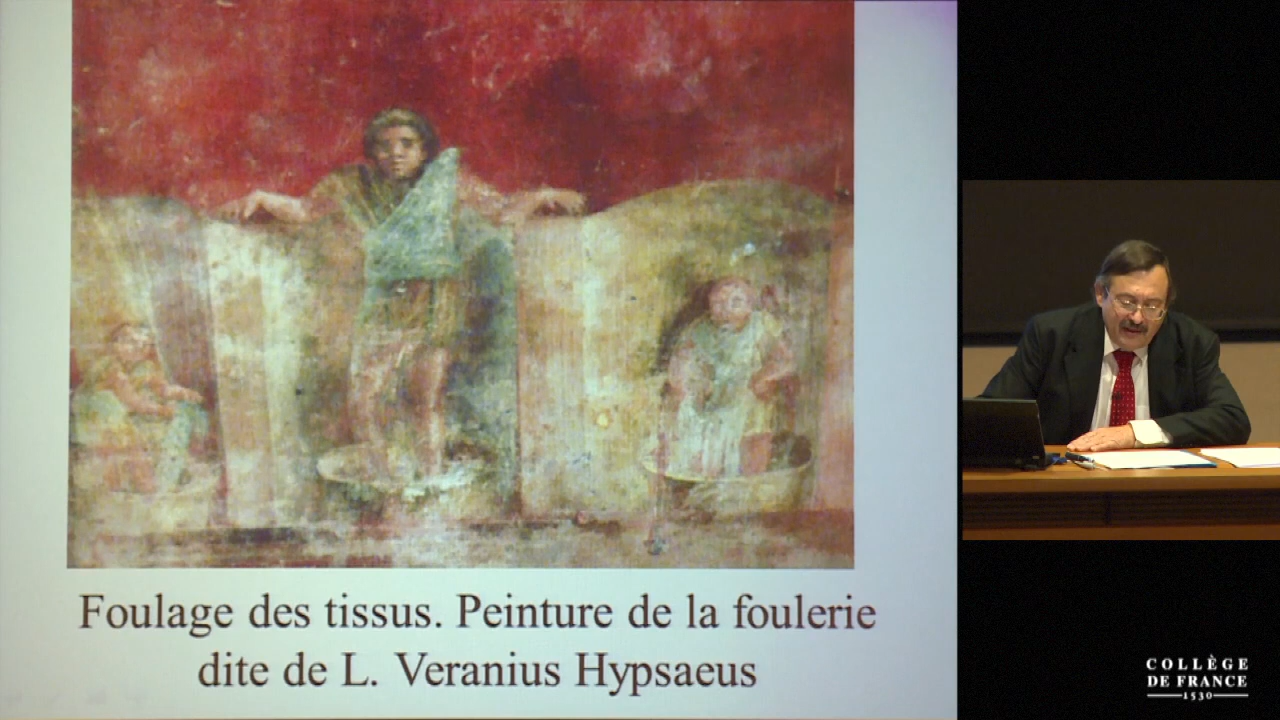 Foulage des tissus. Peinture de la foulerie
dite de L. Veranius Hypsaeus
COLLÈGE
DE FRANCE
1530